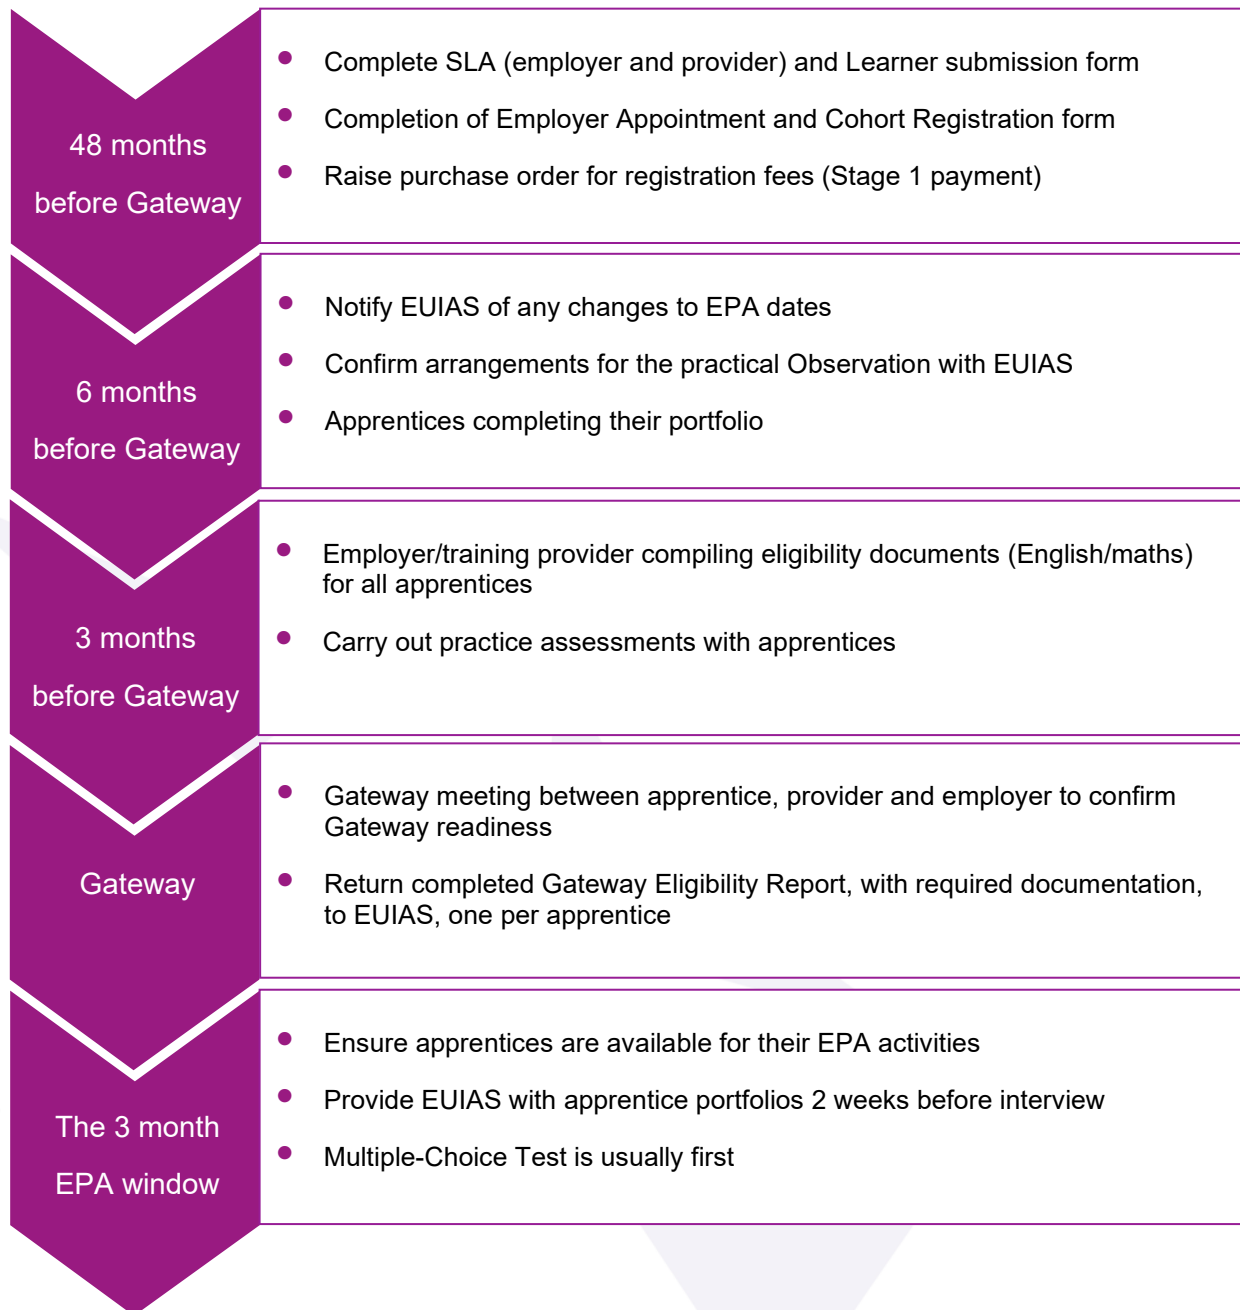 48 months
before Gateway
• Complete SLA (employer and provider) and Learner submission form
• Completion of Employer Appointment and Cohort Registration form
• Raise purchase order for registration fees (Stage 1 payment)
6 months
before Gateway
• Notify EUIAS of any changes to EPA dates
• Confirm arrangements for the practical Observation with EUIAS
• Apprentices completing their portfolio
3 months
before Gateway
• Employer/training provider compiling eligibility documents (English/maths)
for all apprentices
• Carry out practice assessments with apprentices
Gateway
• Gateway meeting between apprentice, provider and employer to confirm
Gateway readiness
• Return completed Gateway Eligibility Report, with required documentation,
to EUIAS, one per apprentice
The 3 month
EPA window
• Ensure apprentices are available for their EPA activities
• Provide EUIAS with apprentice portfolios 2 weeks before interview
• Multiple-Choice Test is usually first